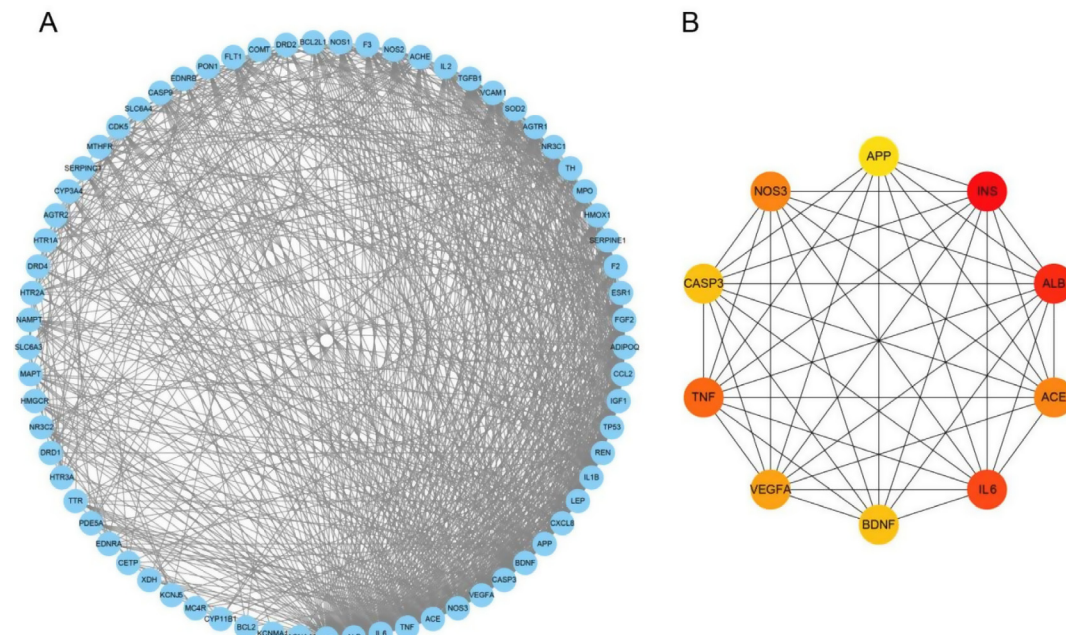 A
B
BCL2L1
NOS1
F3
NOS2
ACHE
IL2
TGFB1
VCAM1
SOD2
AGTR1
NR3C1
TH
MPO
HMOX1
SERPINE1
F2
ESR1
FGF2
ADIPOQ
CCL2
IGF1
TP53
REN
IL1B
LEP
CXCL8
APP
BDNF
CASP3
VEGFA
NOS3
ACE
TNF
IL6
BCL2
CYP11B1
MC4R
KCNJ5
XDH
CETP
EDNRA
PDE5A
TTR
HTR3A
DRD1
NR3C2
HMGCR
MAPT
SLC6A3
NAMPT
HTR2A
DRD4
HTR1A
AGTR2
CYP3A4
SERPINC1
MTHFR
CDK5
SLC6A4
CASP9
EDNRB
PON1
FLT1
COMT
DRD2
APP
INS
ALB
ACE
IL6
BDNF
VEGFA
TNF
CASP3
NOS3